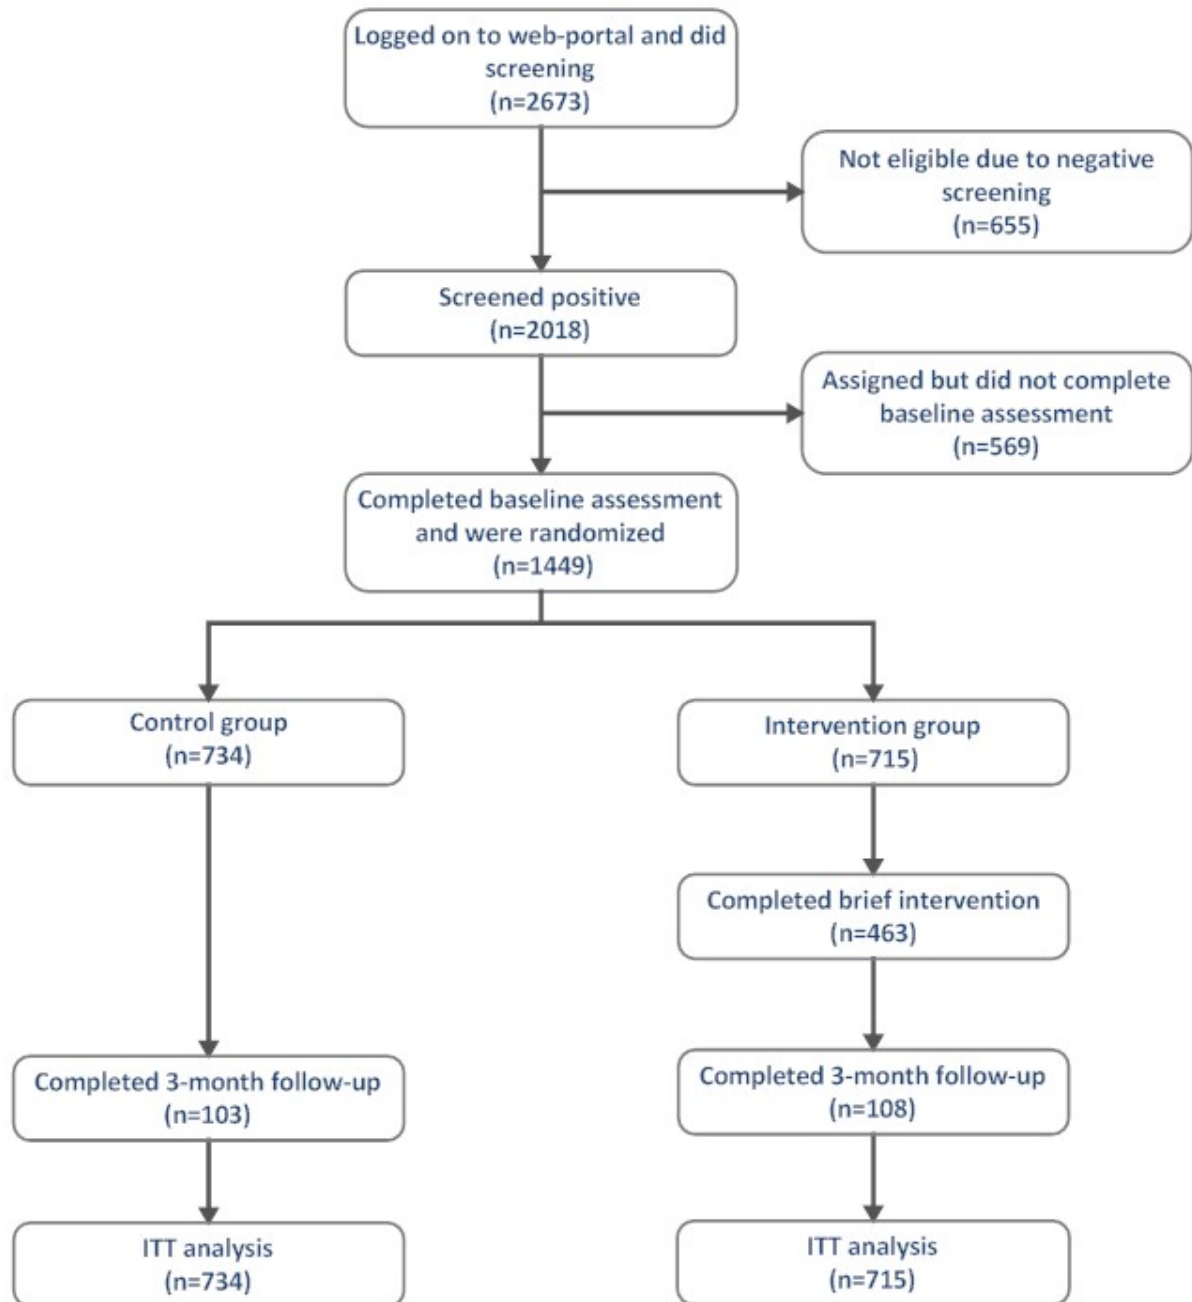 Logged on to web-portal and did
screening
(n=2673)
Not eligible due to negative
screening
(n=655)
Screened positive
(n=2018)
Assigned but did not complete
baseline assessment
(n=569)
Completed baseline assessment
and were randomized
(n=1449)
Control group
(n=734)
Intervention group
(n=715)
Completed brief intervention
(n=463)
Completed 3-month follow-up
(n=103)
Completed 3-month follow-up
(n=108)
ITT analysis
(n=734)
ITT analysis
(n=715)